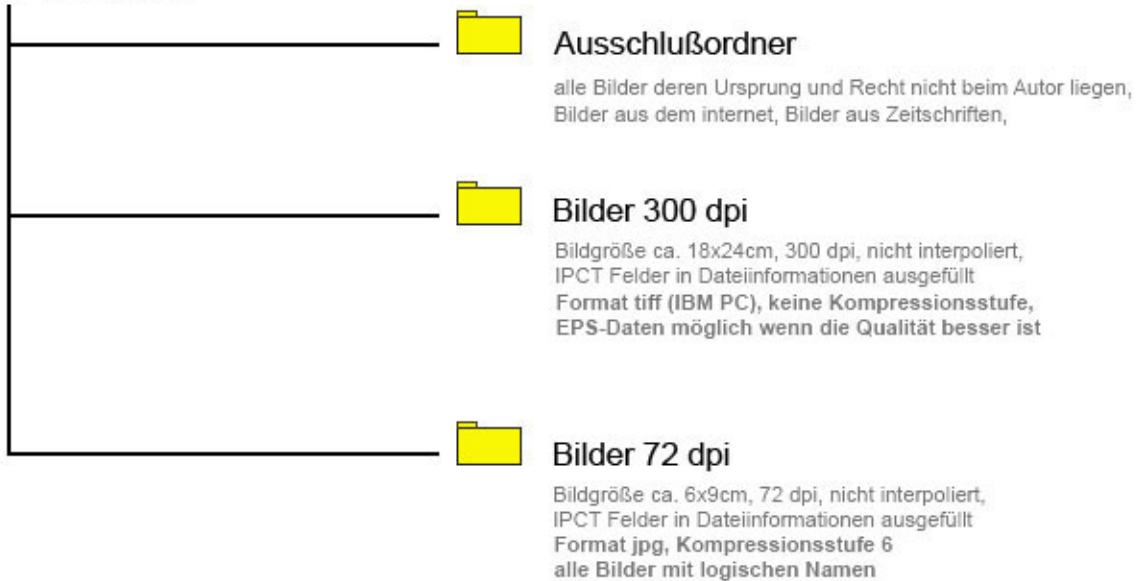 Ausschlußordner
alle Bilder deren Ursprung und Recht nicht beim Autor liegen,
Bilder aus dem internet, Bilder aus Zeitschriften,
Bilder 300 dpi
Bildgröße ca. 18x24cm, 300 dpi, nicht interpoliert,
IPCT Felder in Dateiinformationen ausgefüllt
Format tiff (IBM PC), keine Kompressionsstufe,
EPS-Daten möglich wenn die Qualität besser ist
Bilder 72 dpi
Bildgröße ca. 6x9cm, 72 dpi, nicht interpoliert,
IPCT Felder in Dateiinformationen ausgefüllt
Format jpg, Kompressionsstufe 6
alle Bilder mit logischen Namen